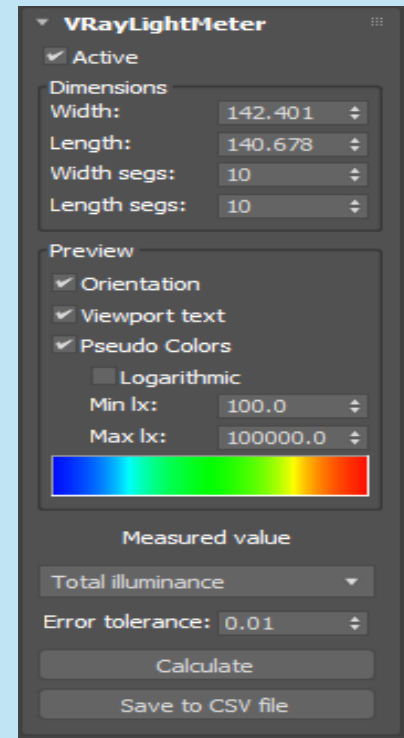 VRayLightMeter
Active
Dimensions
Width: 142.401
Length: 140.678
Width segs: 10
Length segs: 10
Preview
Orientation
Viewport text
Pseudo Colors
Logarithmic
Min lx: 100.0
Max lx: 100000.0
Measured value
Total illuminance
Error tolerance: 0.01
Calculate
Save to CSV file